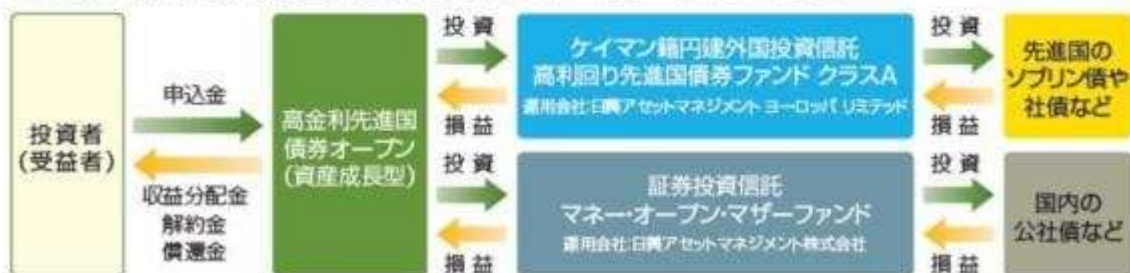 投資者
(受益者)
申込金
収益分配金
解約金
償還金
高金利先進国
債券オープン
(資産成長型)
投資
損益
ケイマン籍円建外国投資信託
高利回り先進国債券ファンド クラスA
運用会社:日興アセットマネジメント ヨーロッパ リミテッド
投資
損益
先進国の
ソブリン債や
社債など
投資
損益
証券投資信託
マネー・オープン・マザーファンド
運用会社:日興アセットマネジメント株式会社
投資
損益
国内の
公社債など